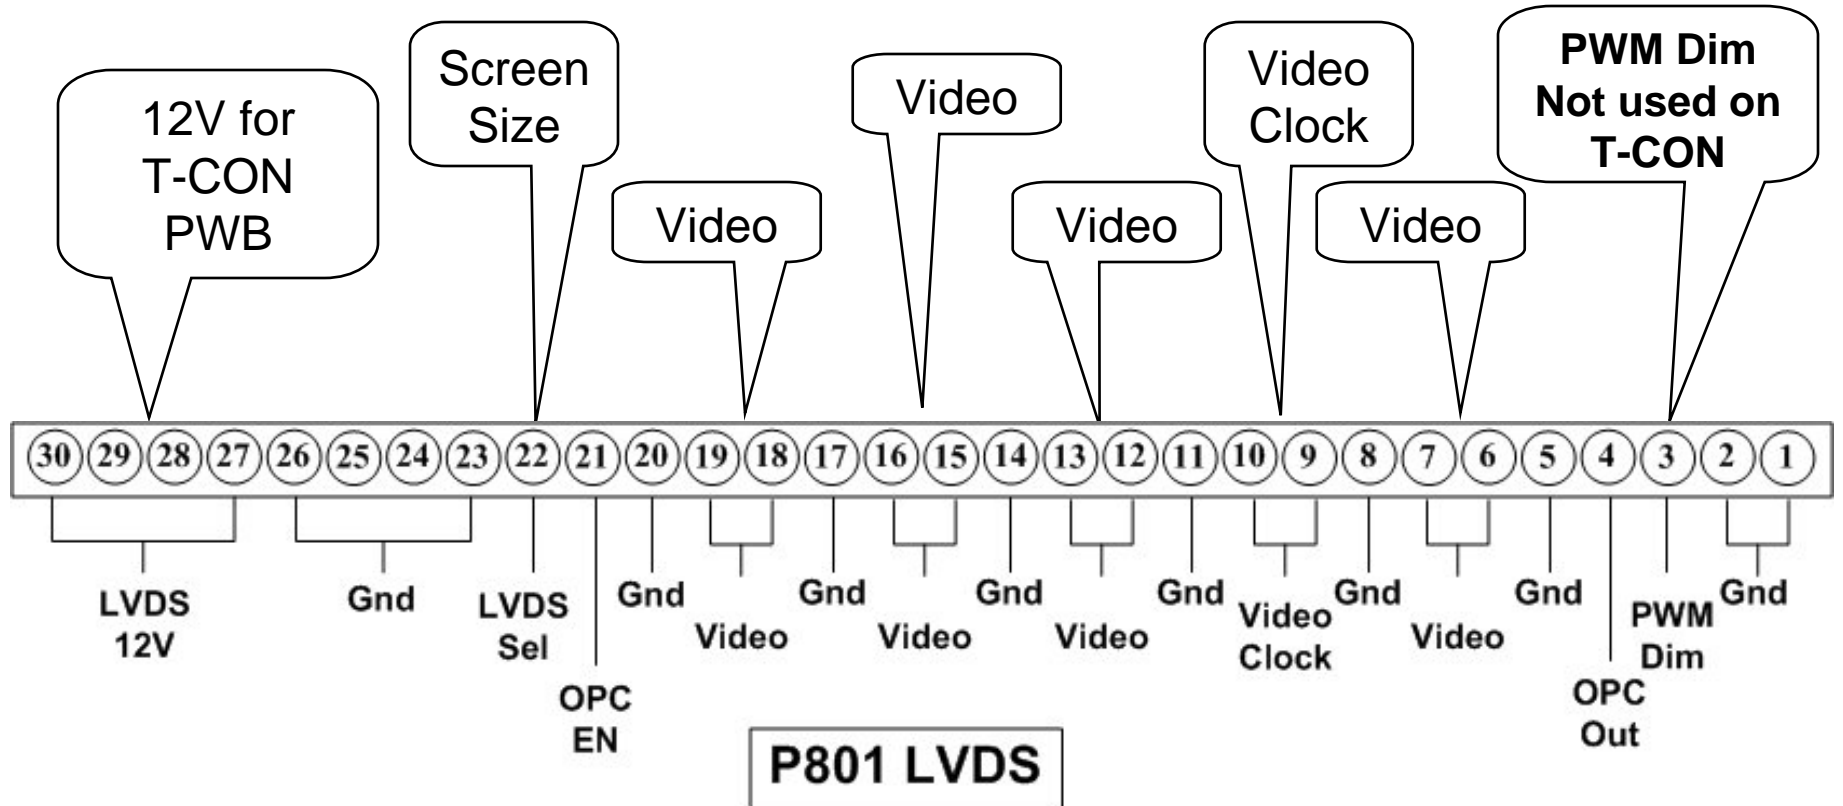 12V for
T-CON
PWB
Screen
Size
Video
Video
Video
Video
Clock
Video
PWM Dim
Not used on
T-CON
30 29 28 27 26 25 24 23 22 21 20 19 18 17 16 15 14 13 12 11 10 9 8 7 6 5 4 3 2 1
LVDS
12V
Gnd
LVDS
Sel
OPC
EN
Gnd
Video
Gnd
Video
Gnd
Video
Gnd
Video
Clock
Gnd
Video
Gnd
OPC
Out
PWM
Dim
Gnd
P801 LVDS